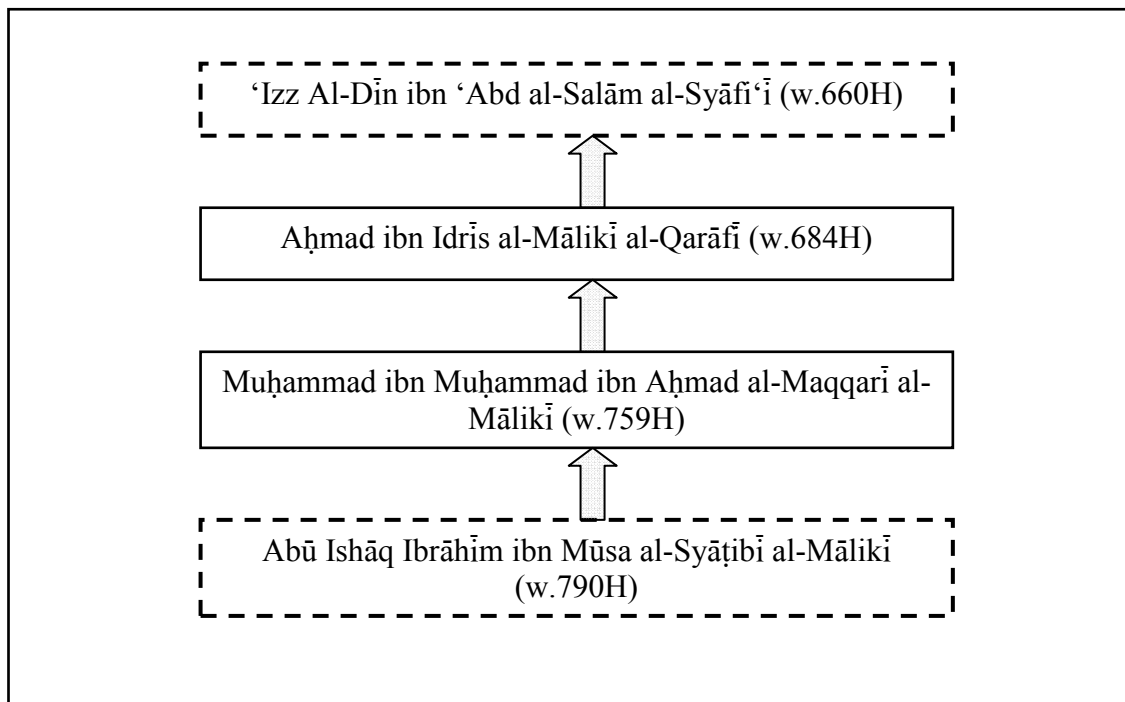 ‘Izz Al-Dīn ibn ‘Abd al-Salām al-Syāfi‘ī (w.660H)
Aḥmad ibn Idrīs al-Mālikī al-Qarāfī (w.684H)
Muḥammad ibn Muḥammad ibn Aḥmad al-Maqqarī al-
Mālikī (w.759H)
Abū Ishāq Ibrāhīm ibn Mūsa al-Syāṭibī al-Mālikī
(w.790H)